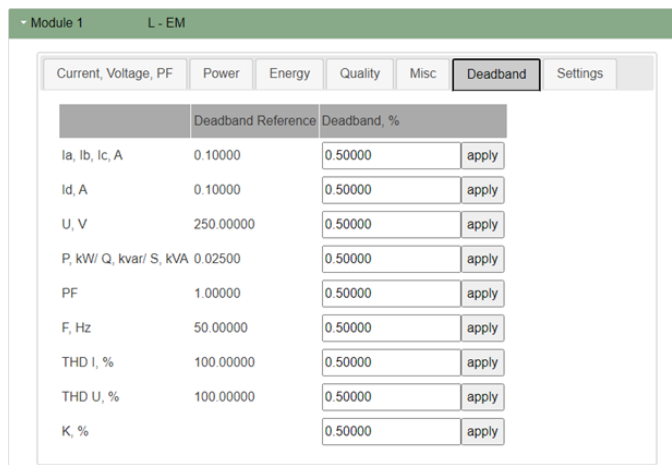 Module 1 L - EM
Current, Voltage, PF Power Energy Quality Misc Deadband Settings
Deadband Reference Deadband, %
Ia, Ib, Ic, A 0.10000 0.50000 apply
Id, A 0.10000 0.50000 apply
U, V 250.00000 0.50000 apply
P, kW/ Q, kvar/ S, kVA 0.02500 0.50000 apply
PF 1.00000 0.50000 apply
F, Hz 50.00000 0.50000 apply
THD I, % 100.00000 0.50000 apply
THD U, % 100.00000 0.50000 apply
K, % 0.50000 apply